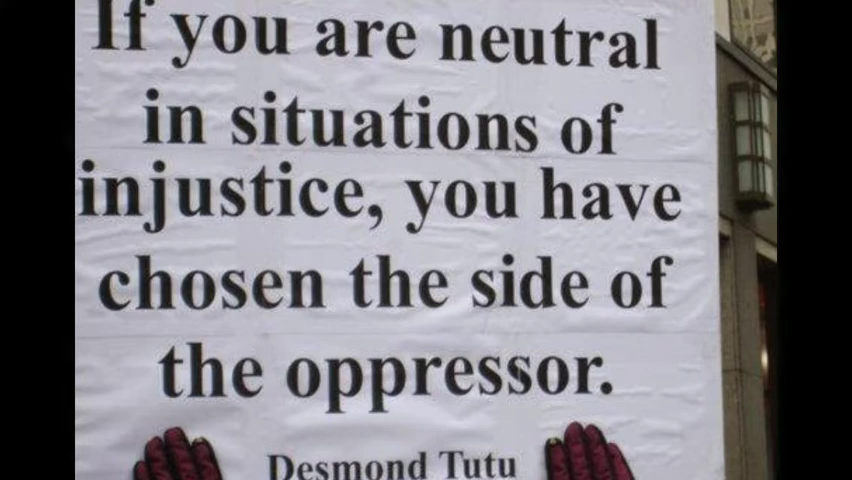 If you are neutral
in situations of
injustice, you have
chosen the side of
the oppressor.
Desmond Tutu